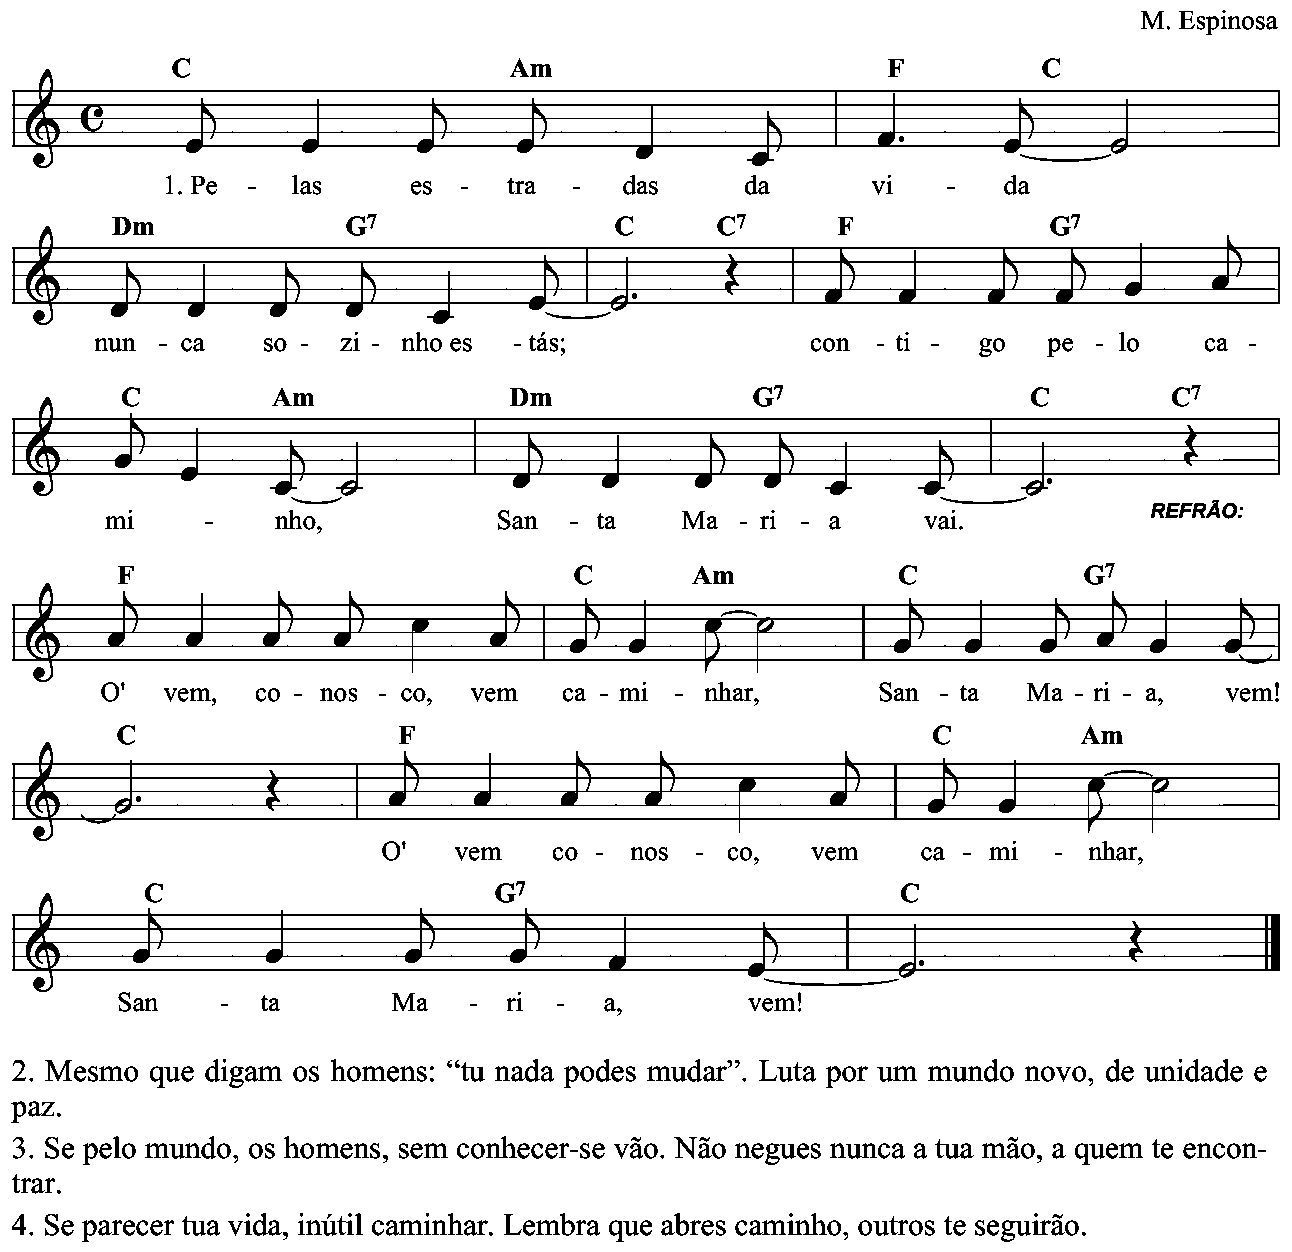 M. Espinosa
C Am F C
1. Pe - las es - tra - das da vi - da
Dm G7 C C7 F G7
nun - ca so - zi - nho es - tás; con - ti - go pe - lo ca -
C Am Dm G7 C C7
mi - nho, San - ta Ma - ri - a vai.
REFRÃO:
F C Am C G7
O' vem, co - nos - co, vem ca - mi - nhar, San - ta Ma - ri - a, vem!
C F C Am
O' vem co - nos - co, vem ca - mi - nhar,
C G7 C
San - ta Ma - ri - a, vem!
2. Mesmo que digam os homens: “tu nada podes mudar”. Luta por um mundo novo, de unidade e
paz.
3. Se pelo mundo, os homens, sem conhecer-se vão. Não negues nunca a tua mão, a quem te encon-
trar.
4. Se parecer tua vida, inútil caminhar. Lembra que abres caminho, outros te seguirão.